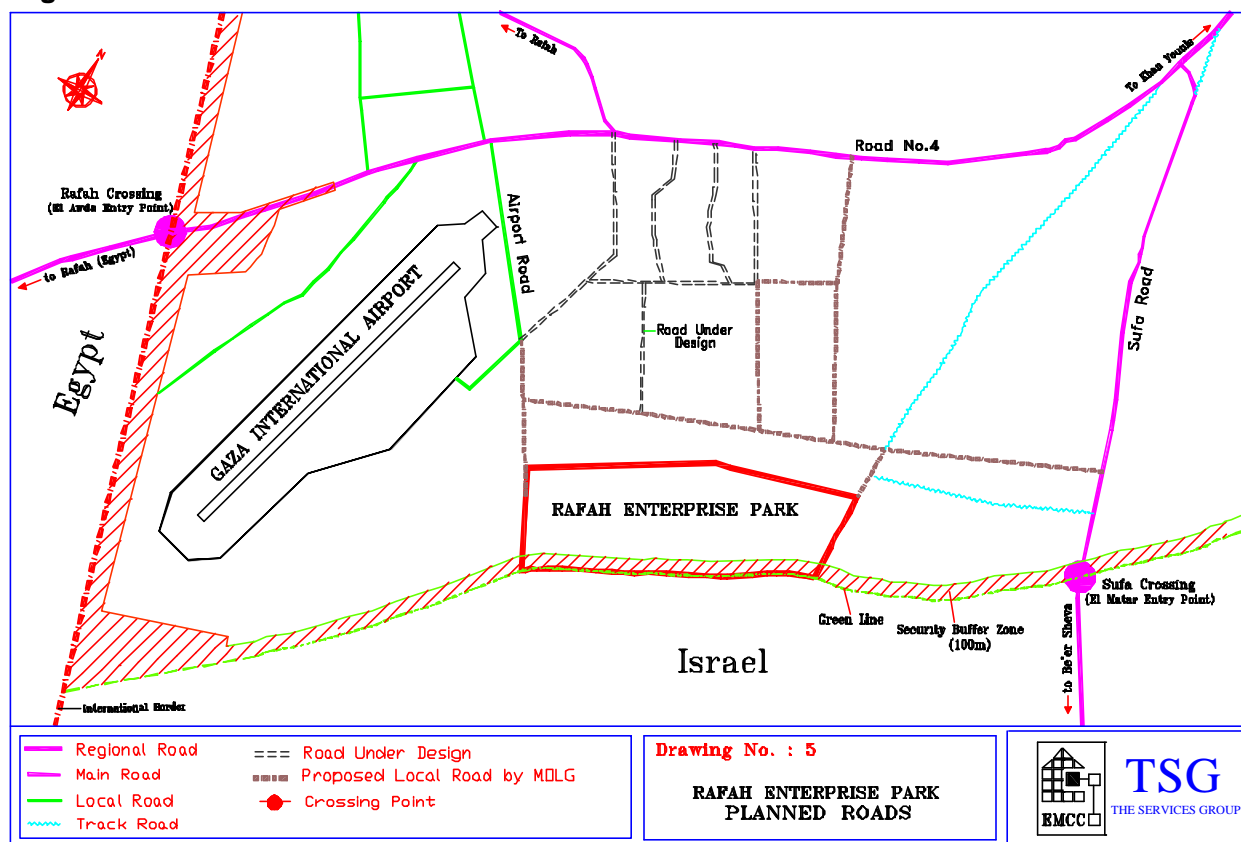 N
To Rafah
To Khan Younis
Road No.4
Rafah Crossing
(El Awda Entry Point)
to Rafah (Egypt)
Airport Road
Egypt
GAZA INTERNATIONAL AIRPORT
Road Under
Design
Sufa Road
RAFAH ENTERPRISE PARK
Sufa Crossing
(El Matar Entry Point)
Green Line
Security Buffer Zone
(100m)
Israel
to Be'er Sheva
International Border
Regional Road
Main Road
Local Road
Track Road
Road Under Design
Proposed Local Road by MOLG
Crossing Point
Drawing No. : 5
RAFAH ENTERPRISE PARK
PLANNED ROADS
EMCC
TSG
THE SERVICES GROUP